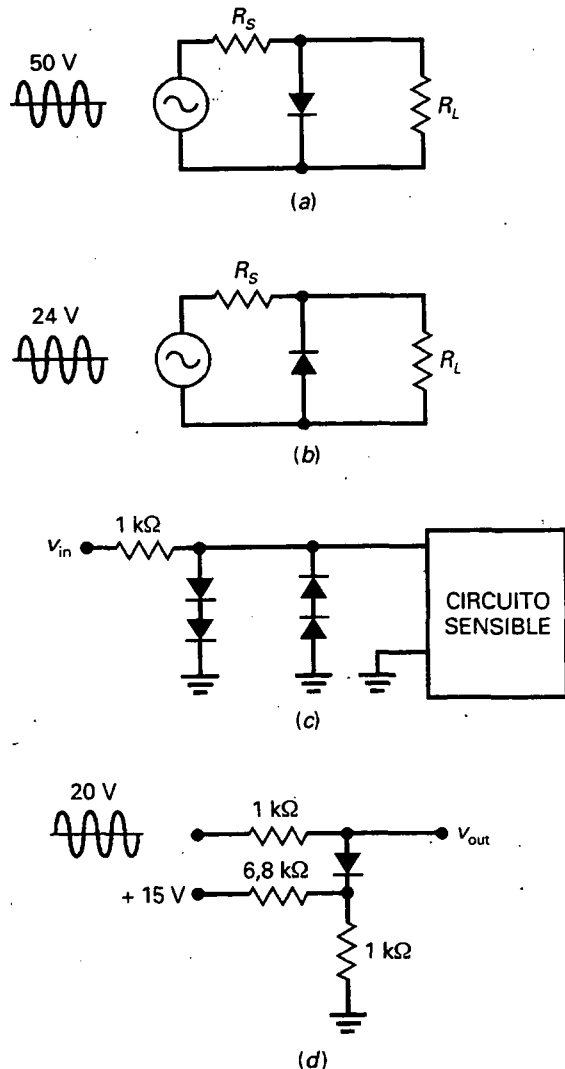 R_S
50 V
R_L
(a)
R_S
24 V
R_L
(b)
1 kΩ
v_in
CIRCUITO
SENSIBLE
(c)
20 V
1 kΩ
v_out
6,8 kΩ
+ 15 V
1 kΩ
(d)